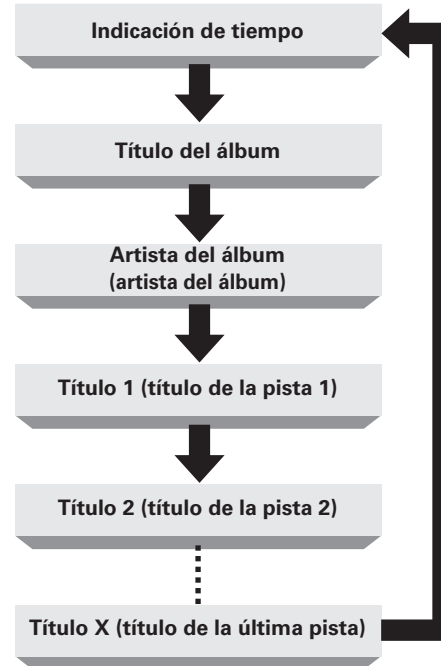 Indicación de tiempo
Título del álbum
Artista del álbum
(artista del álbum)
Título 1 (título de la pista 1)
Título 2 (título de la pista 2)
Título X (título de la última pista)